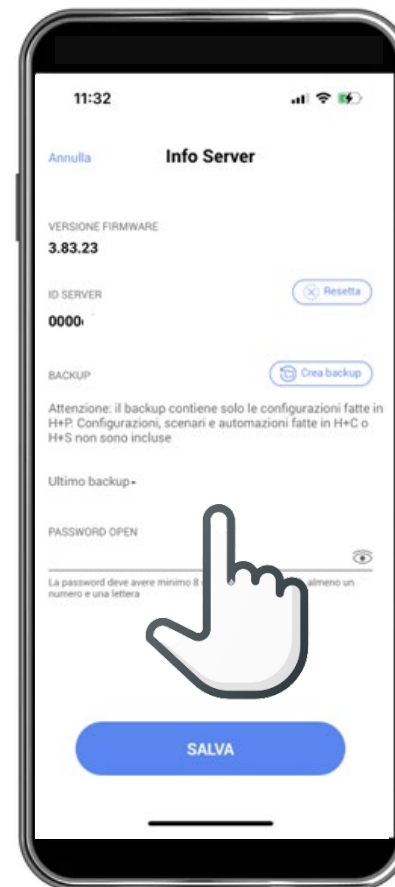 11:32
Annulla
Info Server
VERSIONE FIRMWARE
3.83.23
ID SERVER
Resetta
0000
BACKUP
Crea backup
Attenzione: il backup contiene solo le configurazioni fatte in
H+P. Configurazioni, scenari e automazioni fatte in H+C o
H+S non sono incluse
Ultimo backup-
PASSWORD OPEN
La password deve avere minimo 8 almeno un
numero e una lettera
SALVA